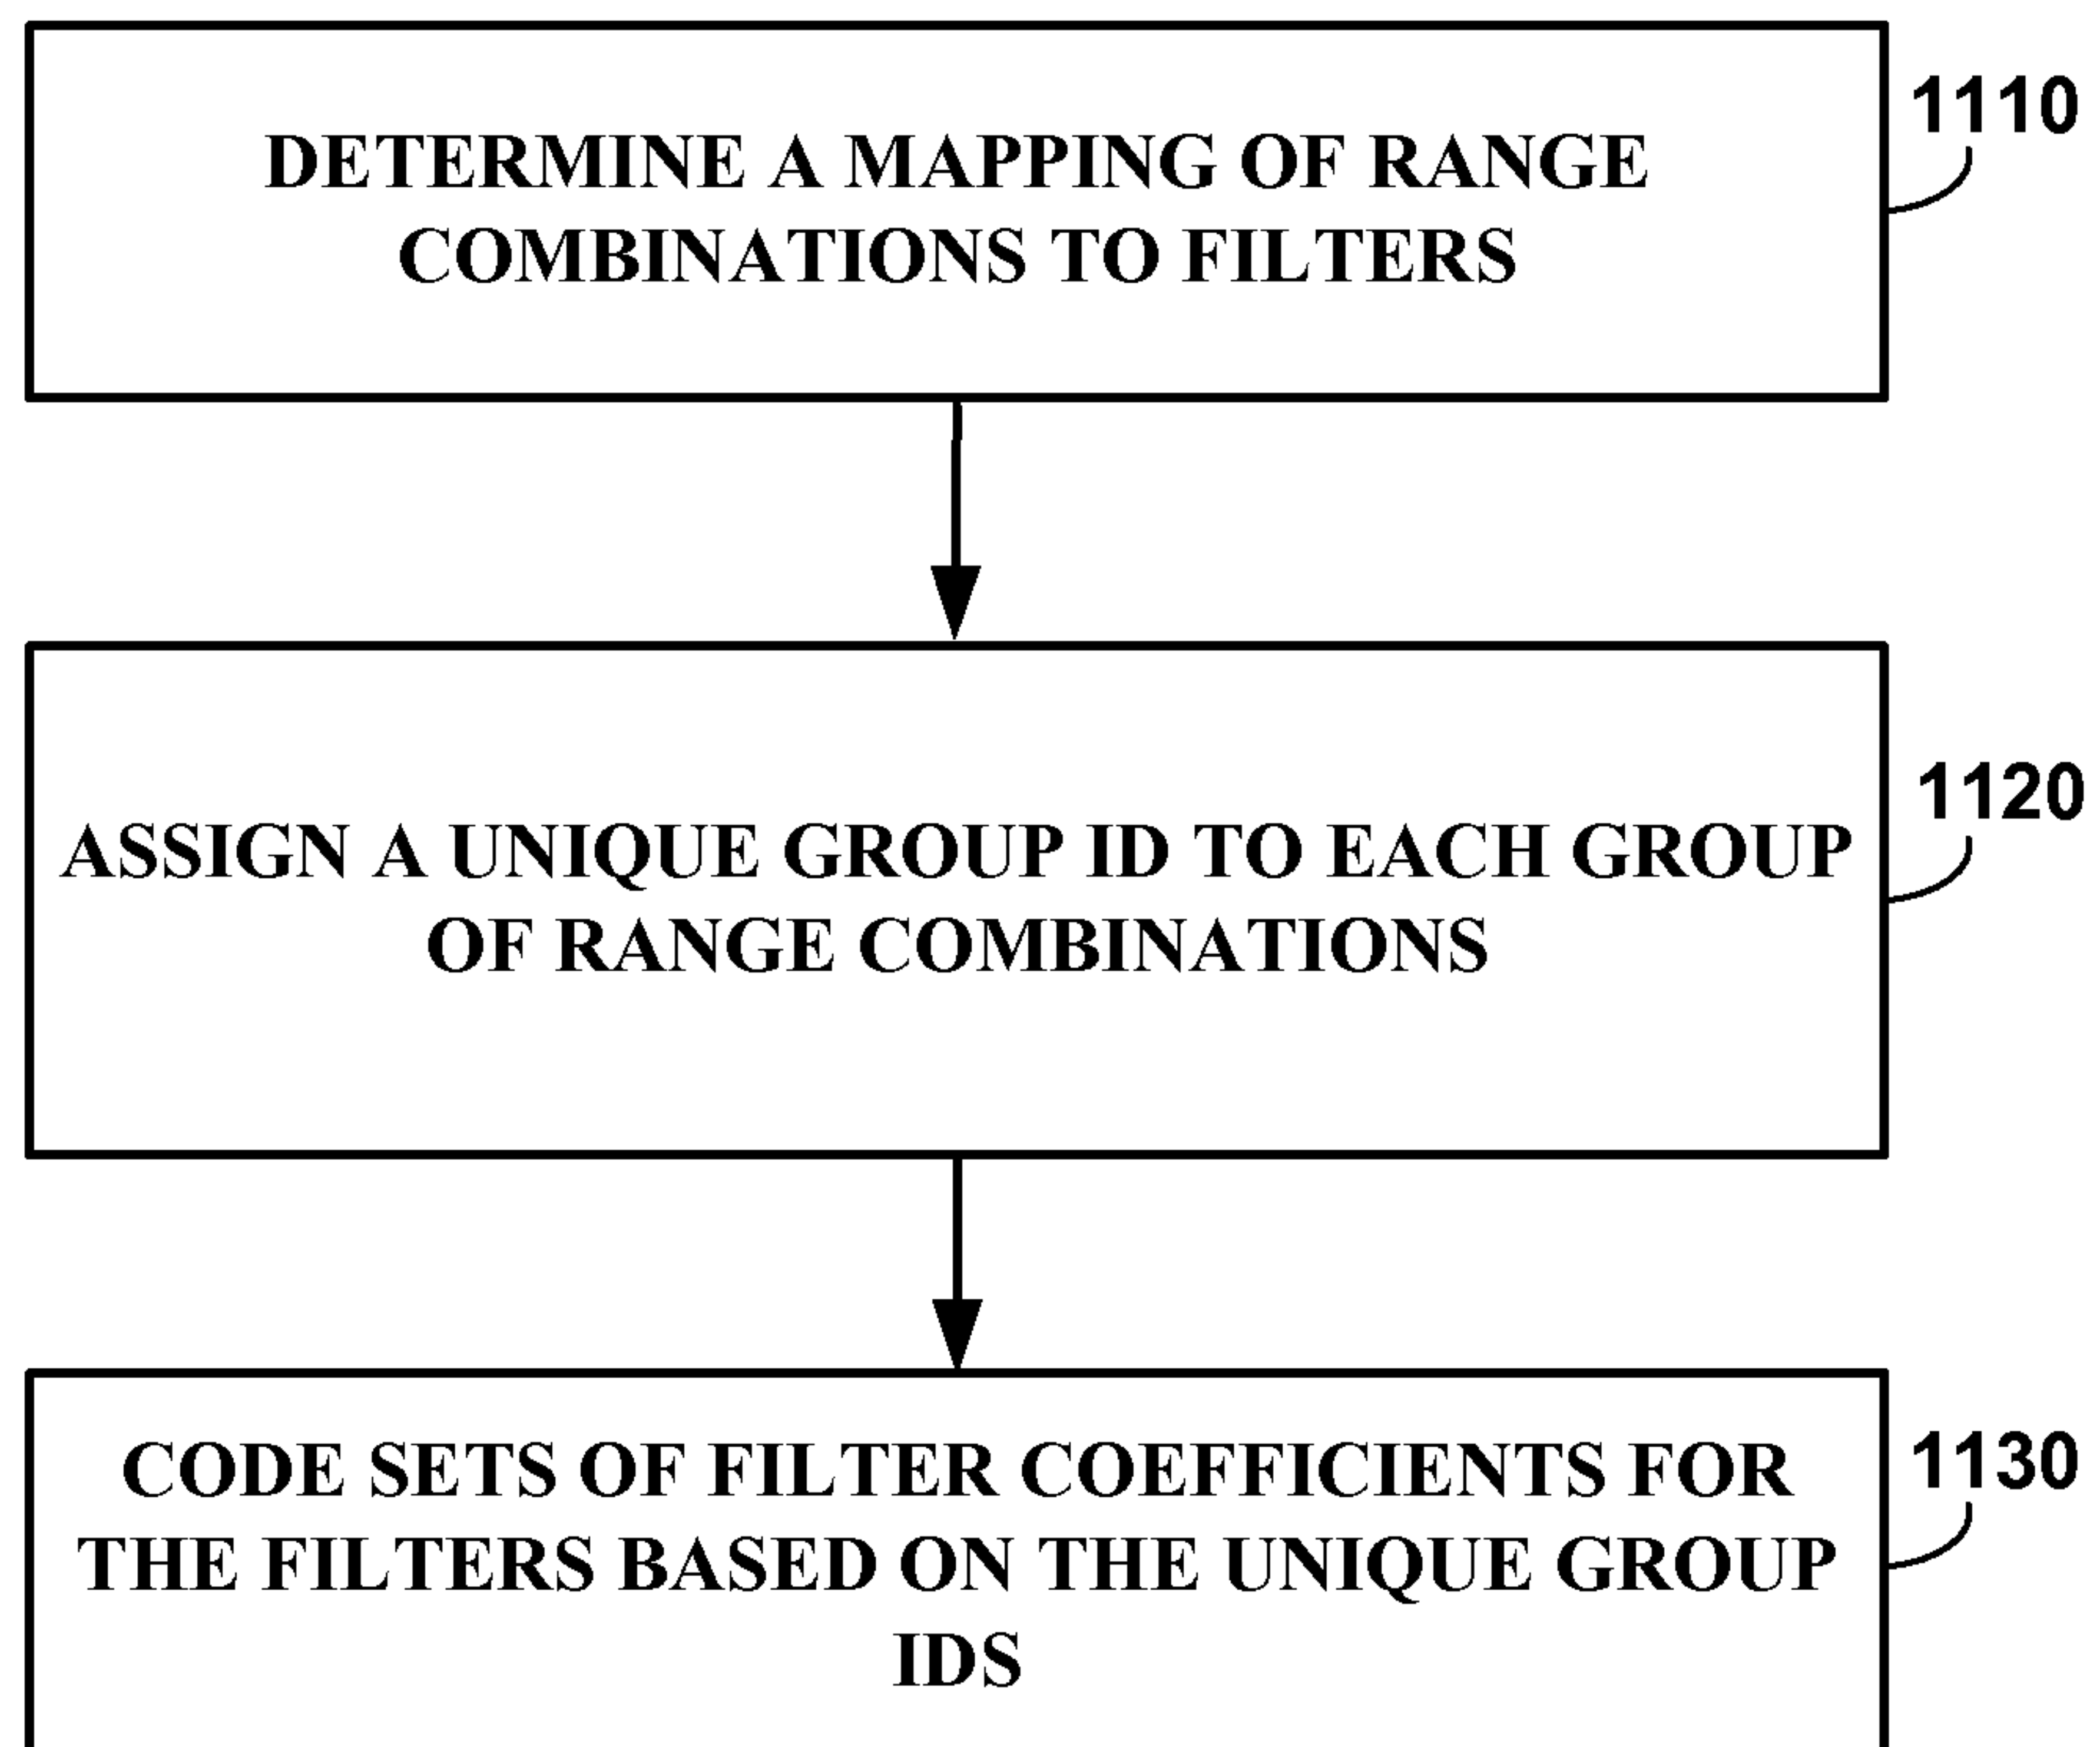 DETERMINE A MAPPING OF RANGE
COMBINATIONS TO FILTERS
1110
ASSIGN A UNIQUE GROUP ID TO EACH GROUP
OF RANGE COMBINATIONS
1120
CODE SETS OF FILTER COEFFICIENTS FOR
THE FILTERS BASED ON THE UNIQUE GROUP
IDS
1130